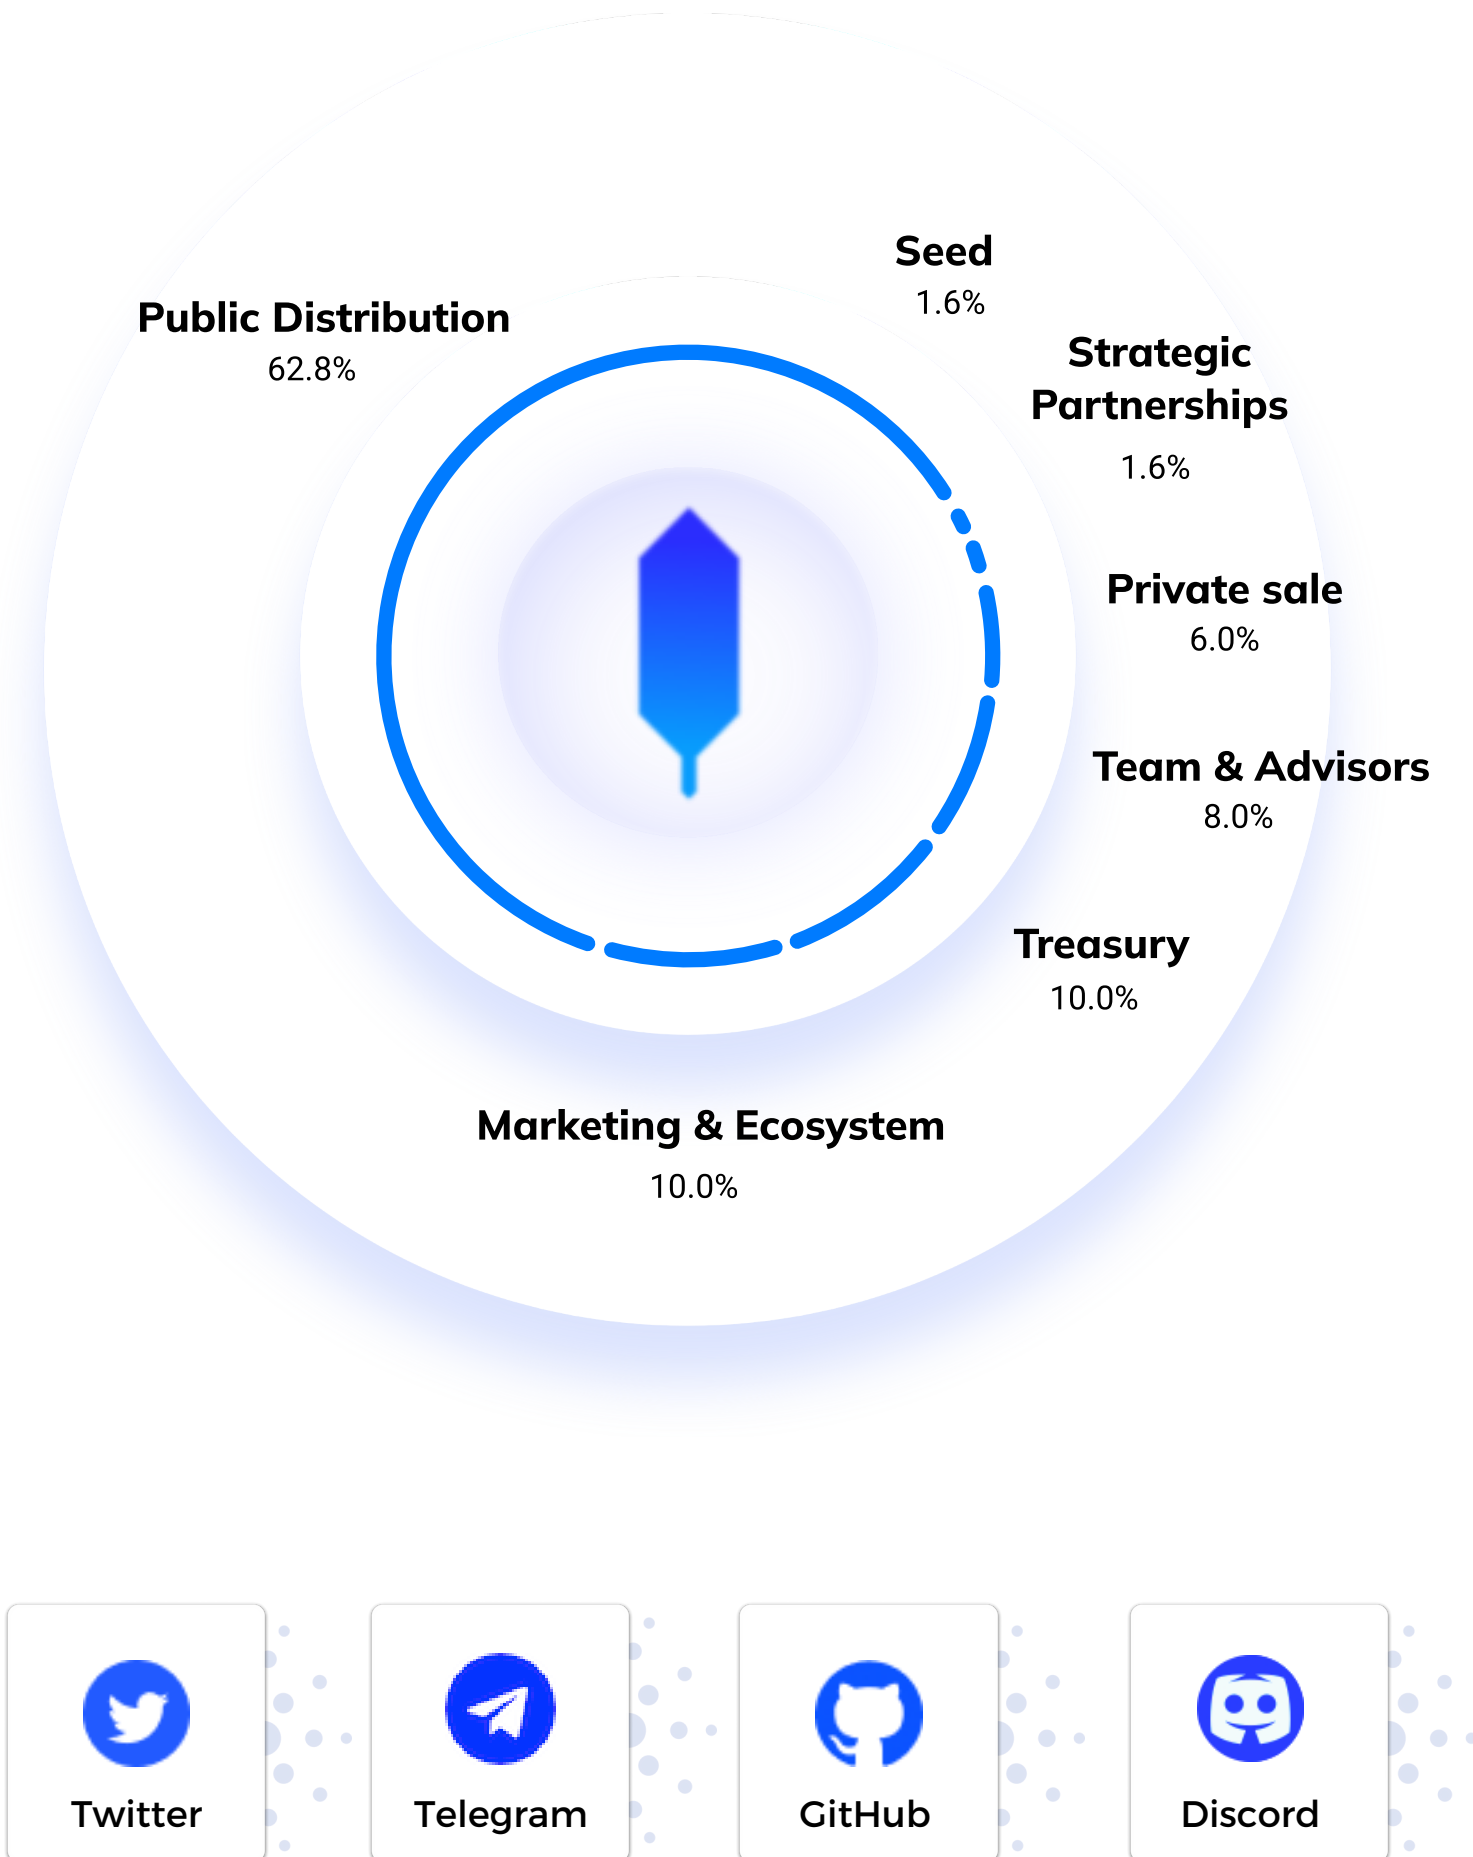 Seed
1.6%
Public Distribution
62.8%
Strategic
Partnerships
1.6%
Private sale
6.0%
Team & Advisors
8.0%
Treasury
10.0%
Marketing & Ecosystem
10.0%
Twitter
Telegram
GitHub
Discord